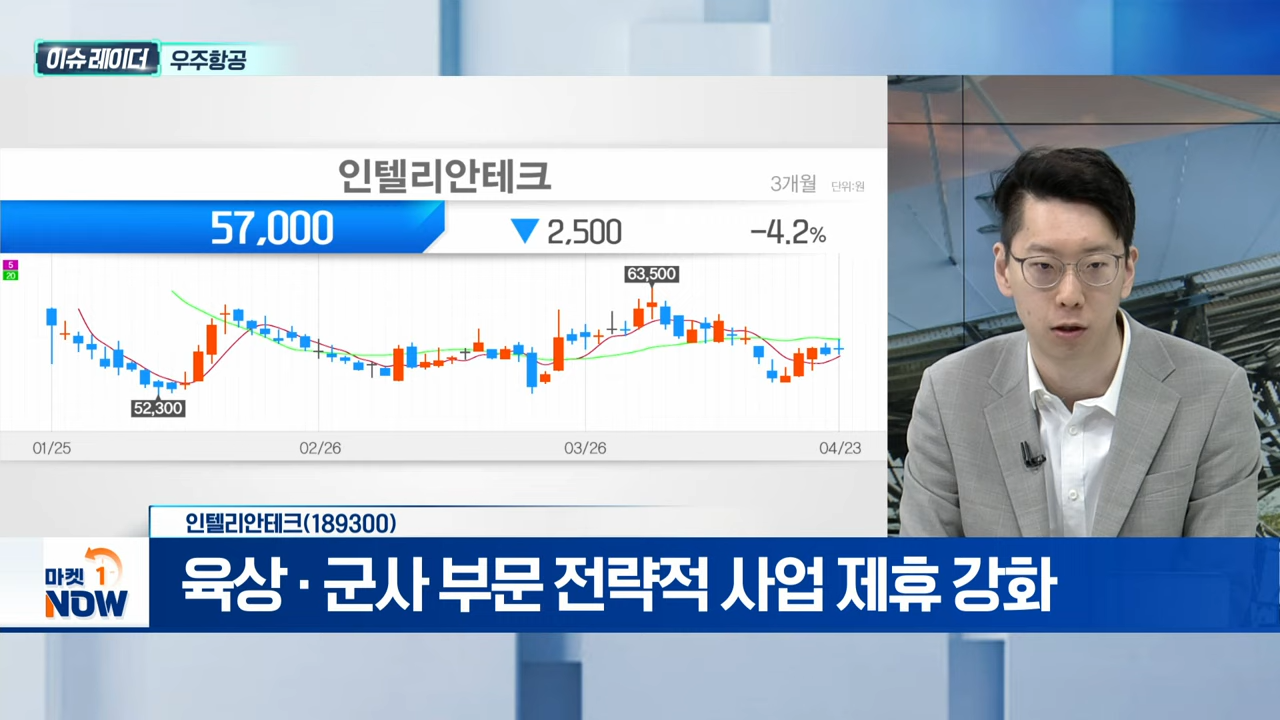 이슈 레이더 우주항공
인텔리안테크
3개월 단위:원
57,000 ▼ 2,500 -4.2%
5
20
63,500
52,300
01/25 02/26 03/26 04/23
인텔리안테크(189300)
마켓 1
NOW
육상·군사 부문 전략적 사업 제휴 강화